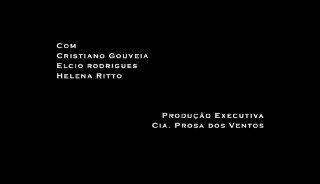 Com
Cristiano Gouveia
Elcio Rodrigues
Helena Ritto
Produção Executiva
Cia. Prosa dos Ventos